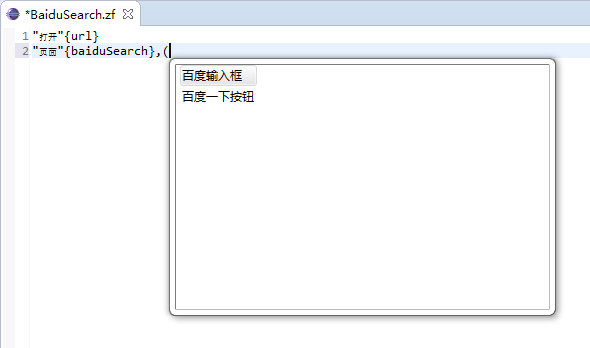 *BaiduSearch.zf
1 "打开"{url}
2 "页面"{baiduSearch},(
百度输入框
百度一下按钮